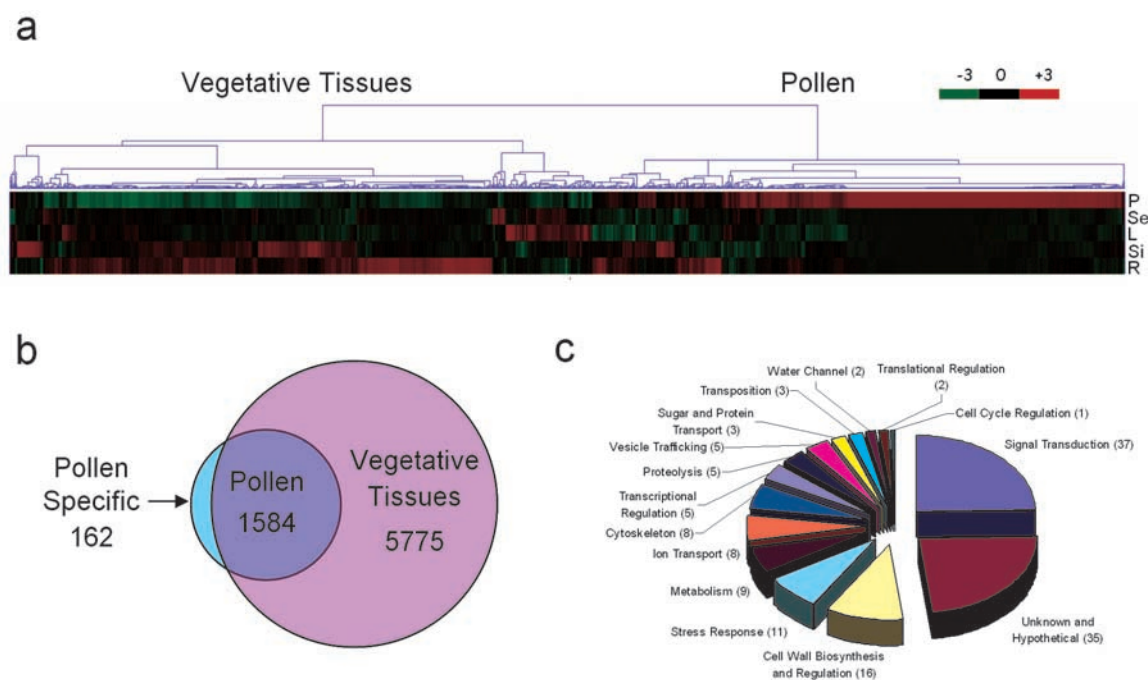 a
Vegetative Tissues
Pollen
-3 0 +3
P
Se
L
Si
R
b
Pollen
Specific
162
Pollen
1584
Vegetative
Tissues
5775
c
Water Channel (2)
Translational Regulation
(2)
Transposition (3)
Cell Cycle Regulation (1)
Sugar and Protein
Transport (3)
Signal Transduction (37)
Vesicle Trafficking (5)
Proteolysis (5)
Transcriptional
Regulation (5)
Cytoskeleton (8)
Ion Transport (8)
Metabolism (9)
Stress Response (11)
Cell Wall Biosynthesis
and Regulation (16)
Unknown and
Hypothetical (35)